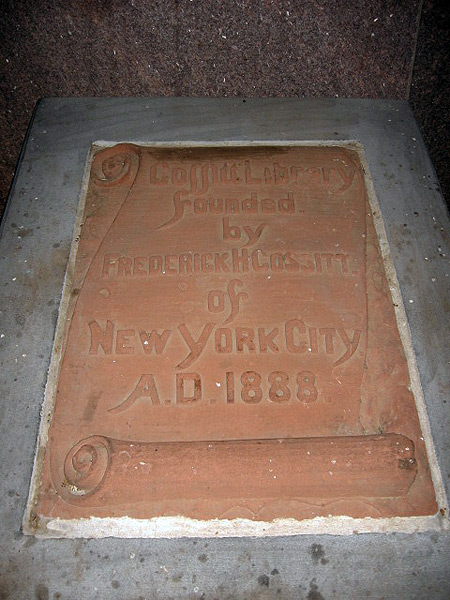 Cossitt Library
founded
by
FREDERICK H COSSITT
of
NEW YORK CITY
A.D. 1888